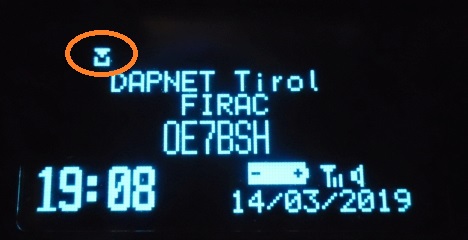 DAPNET Tirol
FIRAC
OE7BSH
19:08
14/03/2019